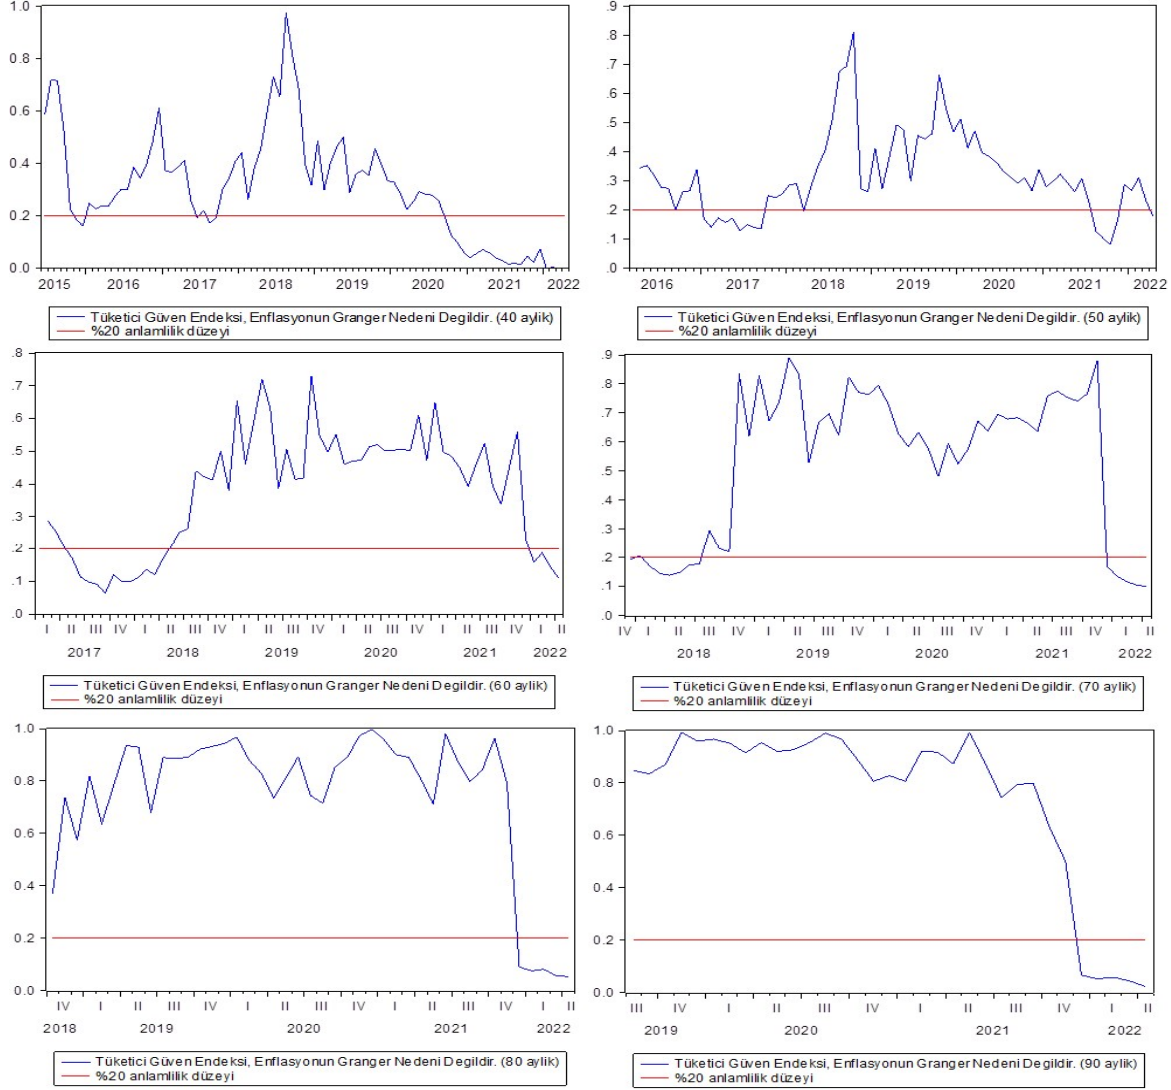 1.0
0.8
0.6
0.4
0.2
0.0
2015 2016 2017 2018 2019 2020 2021 2022
Tüketici Güven Endeksi, Enflasyonun Granger Nedeni Degildir. (40 aylik)
%20 anlamlilik düzeyi
.9
.8
.7
.6
.5
.4
.3
.2
.1
.0
2016 2017 2018 2019 2020 2021 2022
Tüketici Güven Endeksi, Enflasyonun Granger Nedeni Degildir. (50 aylik)
%20 anlamlilik düzeyi
.8
.7
.6
.5
.4
.3
.2
.1
.0
I II III IV I II III IV I II III IV I II III IV I II III IV I II
2017 2018 2019 2020 2021 2022
Tüketici Güven Endeksi, Enflasyonun Granger Nedeni Degildir. (60 aylik)
%20 anlamlilik düzeyi
.9
.8
.7
.6
.5
.4
.3
.2
.1
.0
IV I II III IV I II III IV I II III IV I II III IV I II
2018 2019 2020 2021 2022
Tüketici Güven Endeksi, Enflasyonun Granger Nedeni Degildir. (70 aylik)
%20 anlamlilik düzeyi
1.0
0.8
0.6
0.4
0.2
0.0
IV I II III IV I II III IV I II III IV I II
2018 2019 2020 2021 2022
Tüketici Güven Endeksi, Enflasyonun Granger Nedeni Degildir. (80 aylik)
%20 anlamlilik düzeyi
1.0
0.8
0.6
0.4
0.2
0.0
III IV I II III IV I II III IV I II
2019 2020 2021 2022
Tüketici Güven Endeksi, Enflasyonun Granger Nedeni Degildir. (90 aylik)
%20 anlamlilik düzeyi